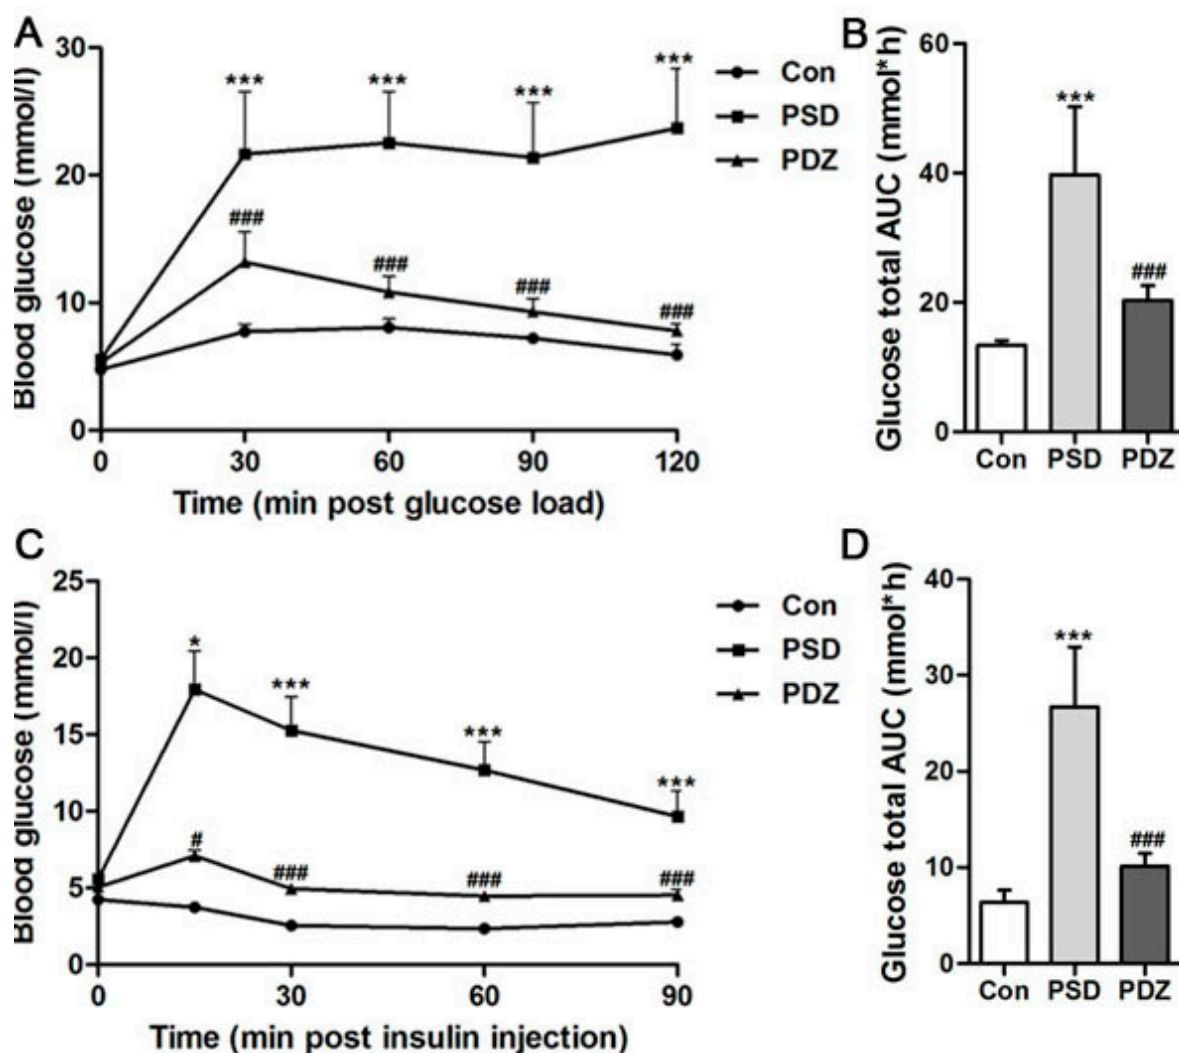 A
Blood glucose (mmol/l)
30
20
10
0
***
***
***
***
###
###
###
###
0 30 60 90 120
Time (min post glucose load)
Con
PSD
PDZ
B
Glucose total AUC (mmol*h)
60
40
20
0
***
###
Con PSD PDZ
C
Blood glucose (mmol/l)
25
20
15
10
5
0
*
***
***
***
#
###
###
###
0 30 60 90
Time (min post insulin injection)
Con
PSD
PDZ
D
Glucose total AUC (mmol*h)
40
30
20
10
0
***
###
Con PSD PDZ